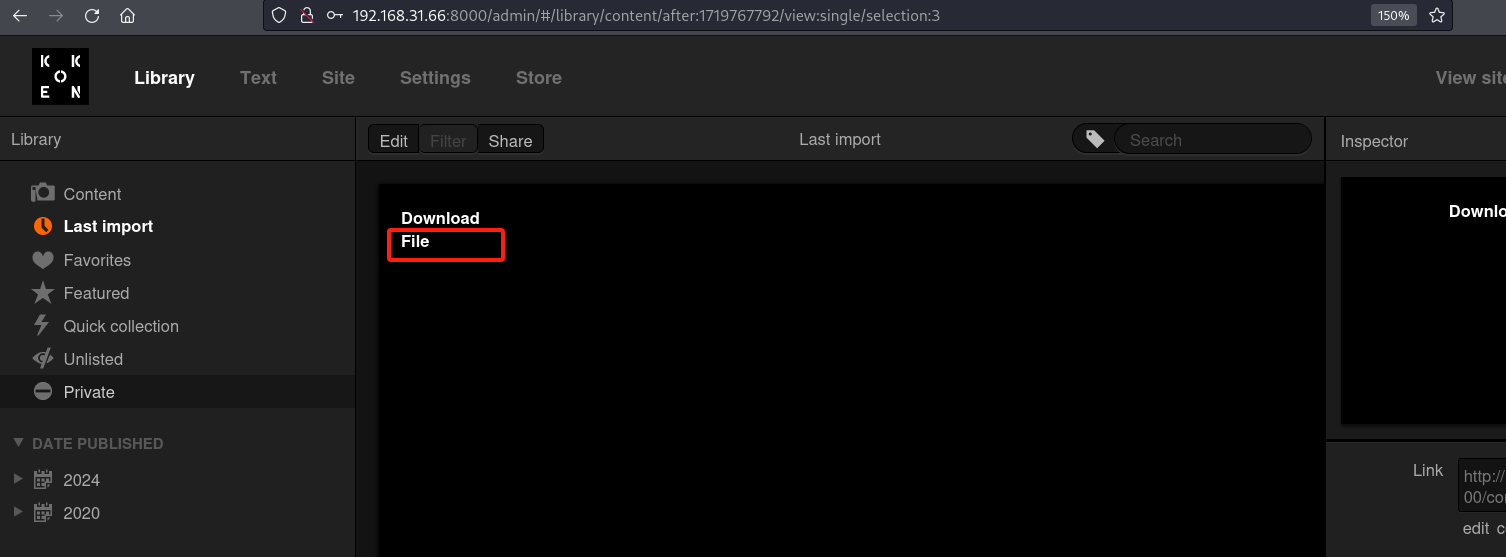 192.168.31.66:8000/admin/#/library/content/after:1719767792/view:single/selection:3
150%
K K
O
E N
Library Text Site Settings Store
View site
Library
Edit Filter Share
Last import
Search
Inspector
Content
Last import
Favorites
Featured
Quick collection
Unlisted
Private
DATE PUBLISHED
2024
2020
Download
File
Downlo
Link
http://
00/co
edit c